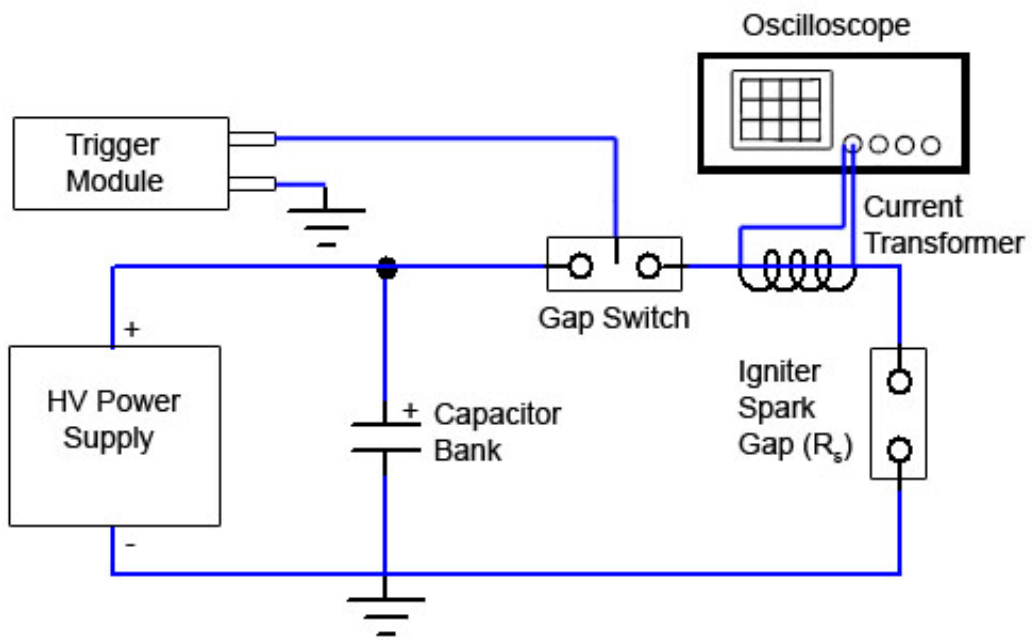 Oscilloscope
Trigger
Module
Current
Transformer
Gap Switch
+
HV Power
Supply
-
+
Capacitor
Bank
Igniter
Spark
Gap (Rs)